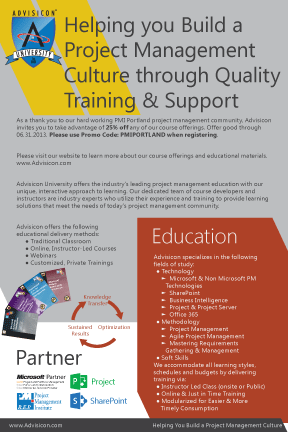 ADVISICON
UNIVERSITY
Helping you Build a
Project Management
Culture through Quality
Training & Support
As a thank you to our hard working PMI Portland project management community, Advisicon
invites you to take advantage of 25% off any of our course offerings. Offer good through
06.31.2013. Please use Promo Code: PMIPORTLAND when registering.
Please visit our website to learn more about our course offerings and educational materials
www.Advisicon.com
Advisicon University offers the industry's leading project management education with our
unique, interactive approach to learning. Our dedicated team of course developers and
instructors are industry experts who utilize their experience and training to provide learning
solutions that meet the needs of today's project management community.
Advisicon offers the following
educational delivery methods:
● Traditional Classroom
● Online, Instructor-Led Courses
● Webinars
● Customized, Private Trainings
Knowledge
Transfer
Sustained
Results
Optimization
Partner
Microsoft Partner
Project
Project
Management
Institute
SharePoint
Education
Advisicon specializes in the following
fields of study:
● Technology
► Microsoft & Non Microsoft PM
Technologies
► SharePoint
► Business Intelligence
► Project & Project Server
► Office 365
● Methodology
► Project Management
► Agile Project Management
► Mastering Requirements
Gathering & Management
● Soft Skills
We accommodate all learning styles,
schedules and budgets by delivering
training via:
● Instructor Led Class (onsite or Public)
● Online & Just in Time Training
● Modularized for Easier & More
Timely Consumption
www.Advisicon.com
Helping You Build a Project Management Culture